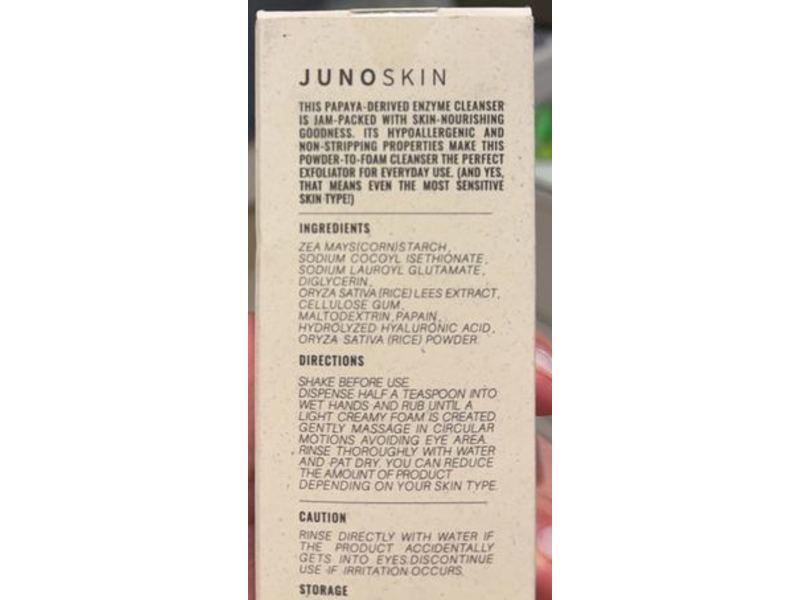 JUNOSKIN
THIS PAPAYA-DERIVED ENZYME CLEANSER
IS JAM-PACKED WITH SKIN-NOURISHING
GOODNESS. ITS HYPOALLERGENIC AND
NON-STRIPPING PROPERTIES MAKE THIS
POWDER-TO-FOAM CLEANSER THE PERFECT
EXFOLIATOR FOR EVERYDAY USE. (AND YES,
THAT MEANS EVEN THE MOST SENSITIVE
SKIN TYPE!)
INGREDIENTS
ZEA MAYS(CORN)STARCH,
SODIUM COCOYL ISETHIONATE,
SODIUM LAUROYL GLUTAMATE,
DIGLYCERIN,
ORYZA SATIVA (RICE) LEES EXTRACT,
CELLULOSE GUM,
MALTODEXTRIN, PAPAIN,
HYDROLYZED HYALURONIC ACID,
ORYZA SATIVA (RICE) POWDER.
DIRECTIONS
SHAKE BEFORE USE.
DISPENSE HALF A TEASPOON INTO
WET HANDS AND RUB UNTIL A
LIGHT CREAMY FOAM IS CREATED.
GENTLY MASSAGE IN CIRCULAR
MOTIONS AVOIDING EYE AREA.
RINSE THOROUGHLY WITH WATER
AND PAT DRY. YOU CAN REDUCE
THE AMOUNT OF PRODUCT
DEPENDING ON YOUR SKIN TYPE.
CAUTION
RINSE DIRECTLY WITH WATER IF
THE PRODUCT ACCIDENTALLY
GETS INTO EYES.DISCONTINUE
USE IF IRRITATION OCCURS.
STORAGE